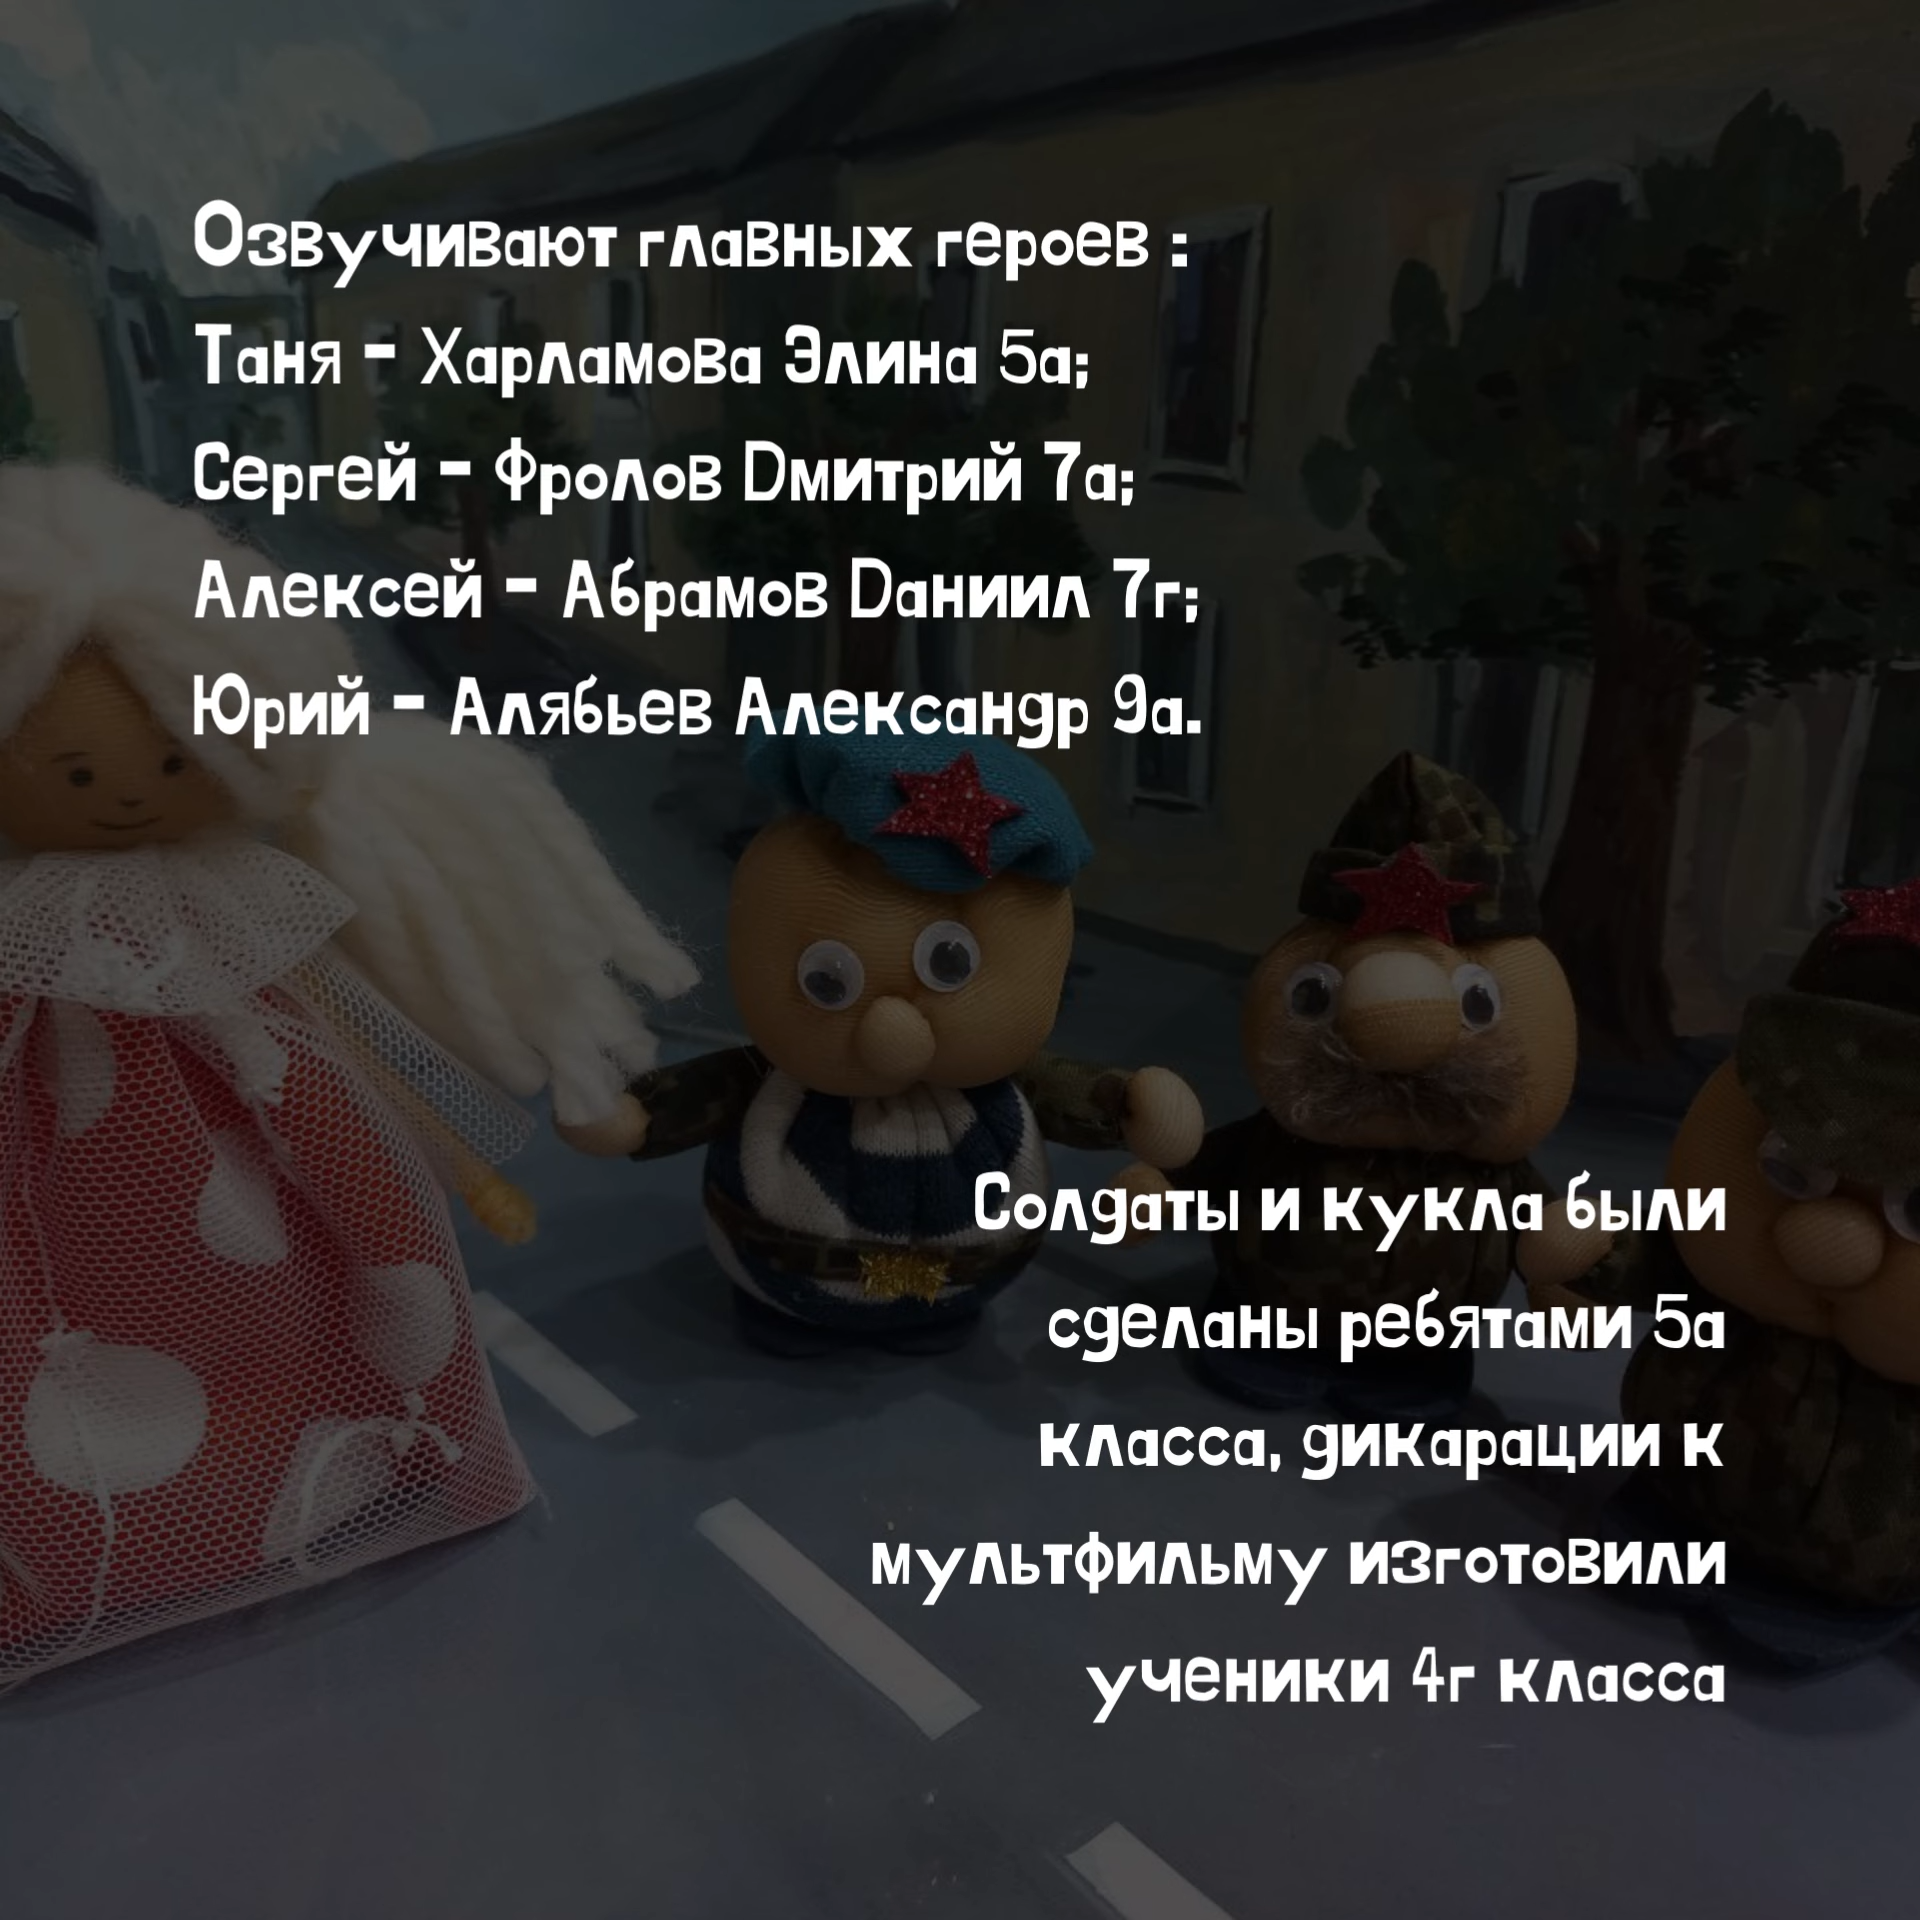 Озвучивают главных героев :
Таня - Харламова Элина 5а;
Сергей - Фролов Дмитрий 7а;
Алексей - Абрамов Даниил 7г;
Юрий - Алябьев Александр 9а.
Солдаты и кукла были
сделаны ребятами 5а
класса, дикарации к
мультфильму изготовили
ученики 4г класса